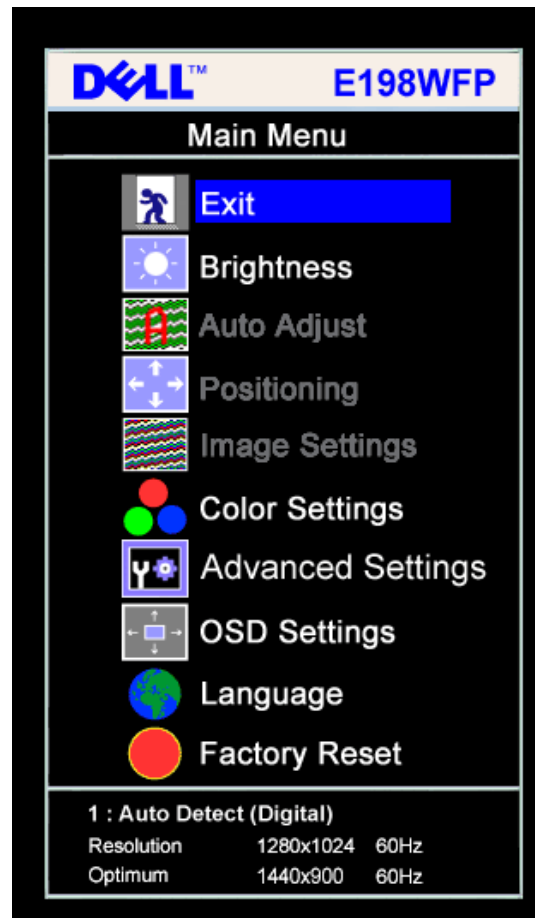 DELL™ E198WFP
Main Menu
Exit
Brightness
Auto Adjust
Positioning
Image Settings
Color Settings
Advanced Settings
OSD Settings
Language
Factory Reset
1 : Auto Detect (Digital)
Resolution 1280x1024 60Hz
Optimum 1440x900 60Hz